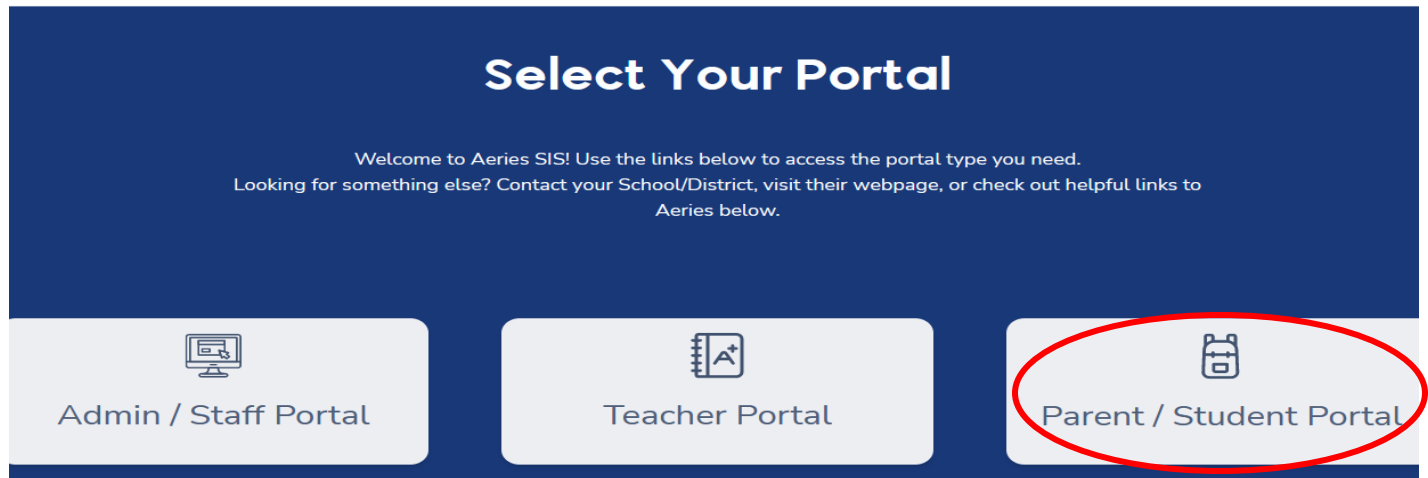 Select Your Portal
Welcome to Aeries SIS! Use the links below to access the portal type you need.
Looking for something else? Contact your School/District, visit their webpage, or check out helpful links to
Aeries below.
A+
Admin / Staff Portal
Teacher Portal
Parent / Student Portal